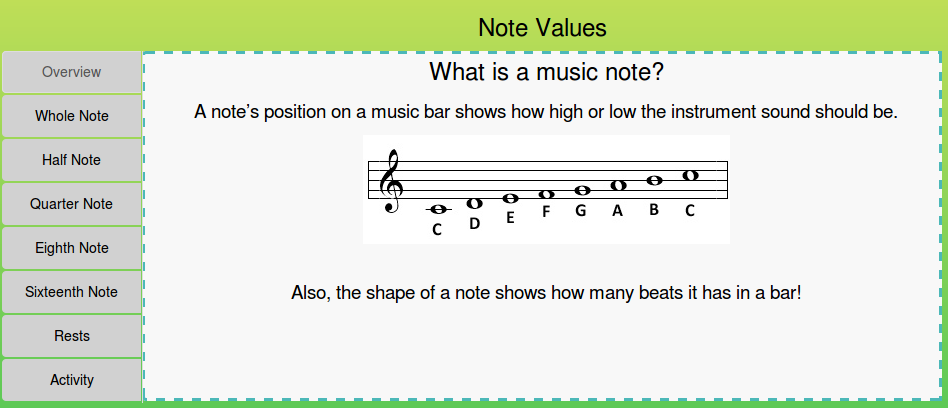 Note Values
Overview
Whole Note
Half Note
Quarter Note
Eighth Note
Sixteenth Note
Rests
Activity
What is a music note?
A note's position on a music bar shows how high or low the instrument sound should be.
C D E F G A B C
Also, the shape of a note shows how many beats it has in a bar!